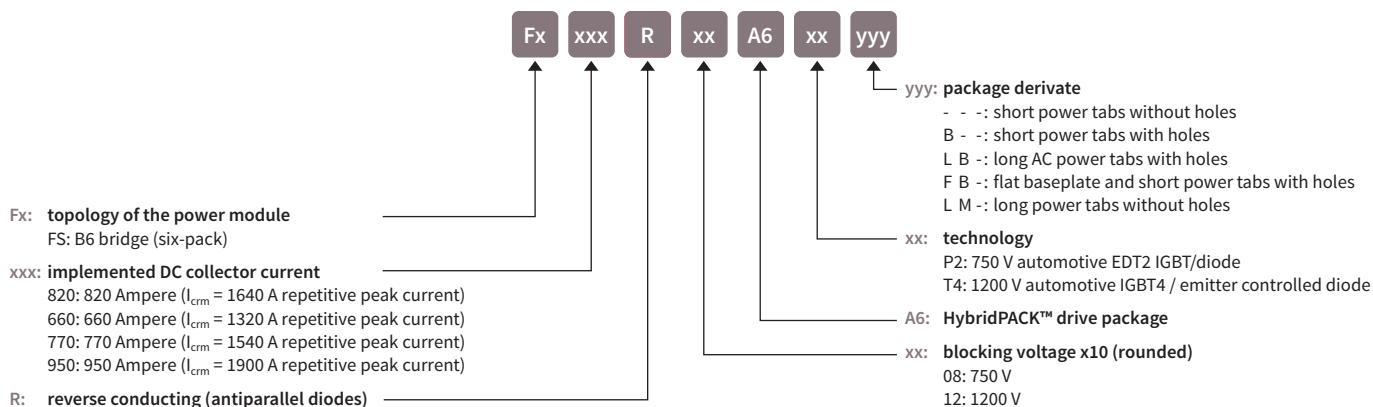 Fx xxx R xx A6 xx yyy
Fx: topology of the power module
FS: B6 bridge (six-pack)
xxx: implemented DC collector current
820: 820 Ampere (Icrm = 1640 A repetitive peak current)
660: 660 Ampere (Icrm = 1320 A repetitive peak current)
770: 770 Ampere (Icrm = 1540 A repetitive peak current)
950: 950 Ampere (Icrm = 1900 A repetitive peak current)
R: reverse conducting (antiparallel diodes)
yyy: package derivate
- - -: short power tabs without holes
B - -: short power tabs with holes
L B -: long AC power tabs with holes
F B -: flat baseplate and short power tabs with holes
L M -: long power tabs without holes
xx: technology
P2: 750 V automotive EDT2 IGBT/diode
T4: 1200 V automotive IGBT4 / emitter controlled diode
A6: HybridPACK™ drive package
xx: blocking voltage x10 (rounded)
08: 750 V
12: 1200 V